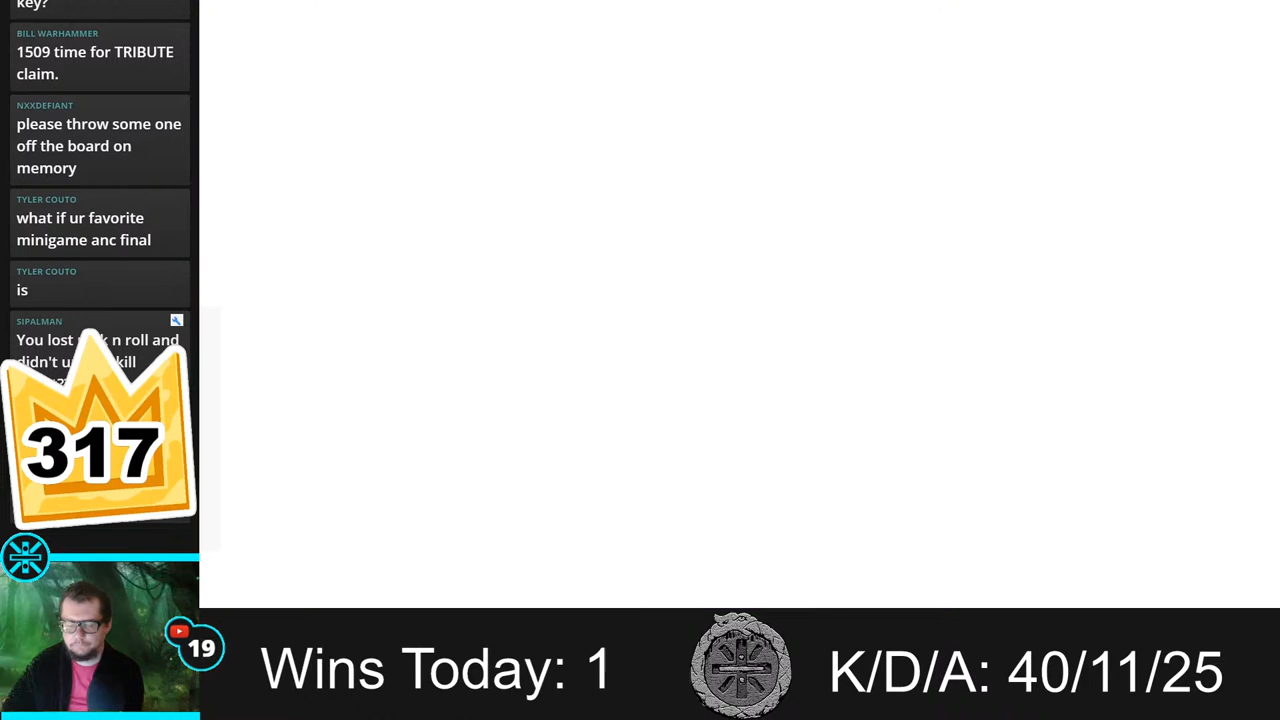 key?
BILL WARHAMMER
1509 time for TRIBUTE
claim.
NXXDEFIANT
please throw some one
off the board on
memory
TYLER COUTO
what if ur favorite
minigame anc final
TYLER COUTO
is
SIPALMAN
You lost n roll and
didn't kill
317
19
Wins Today: 1
K/D/A: 40/11/25